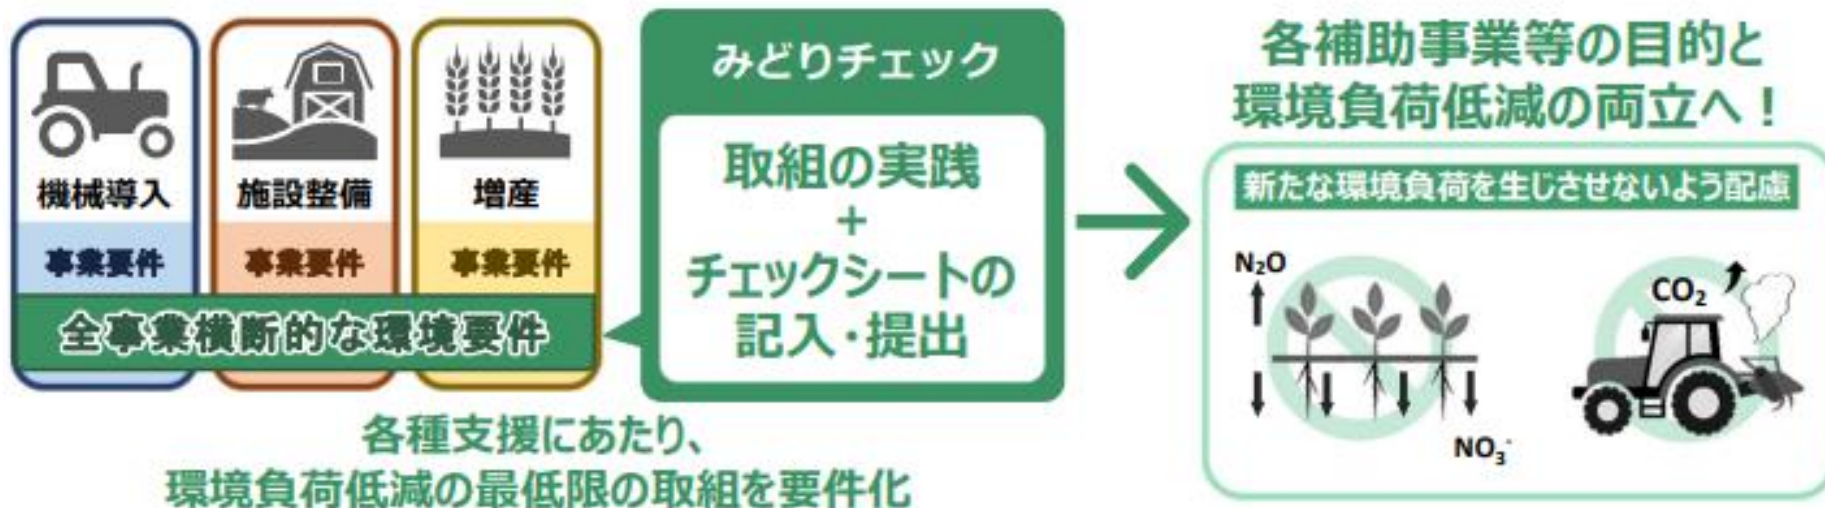 機械導入
事業要件
施設整備
事業要件
増産
事業要件
全事業横断的な環境要件
各種支援にあたり、
環境負荷低減の最低限の取組を要件化
みどりチェック
取組の実践
+
チェックシートの
記入・提出
各補助事業等の目的と
環境負荷低減の両立へ!
新たな環境負荷を生じさせないよう配慮
N₂O
NO₃⁻
CO₂